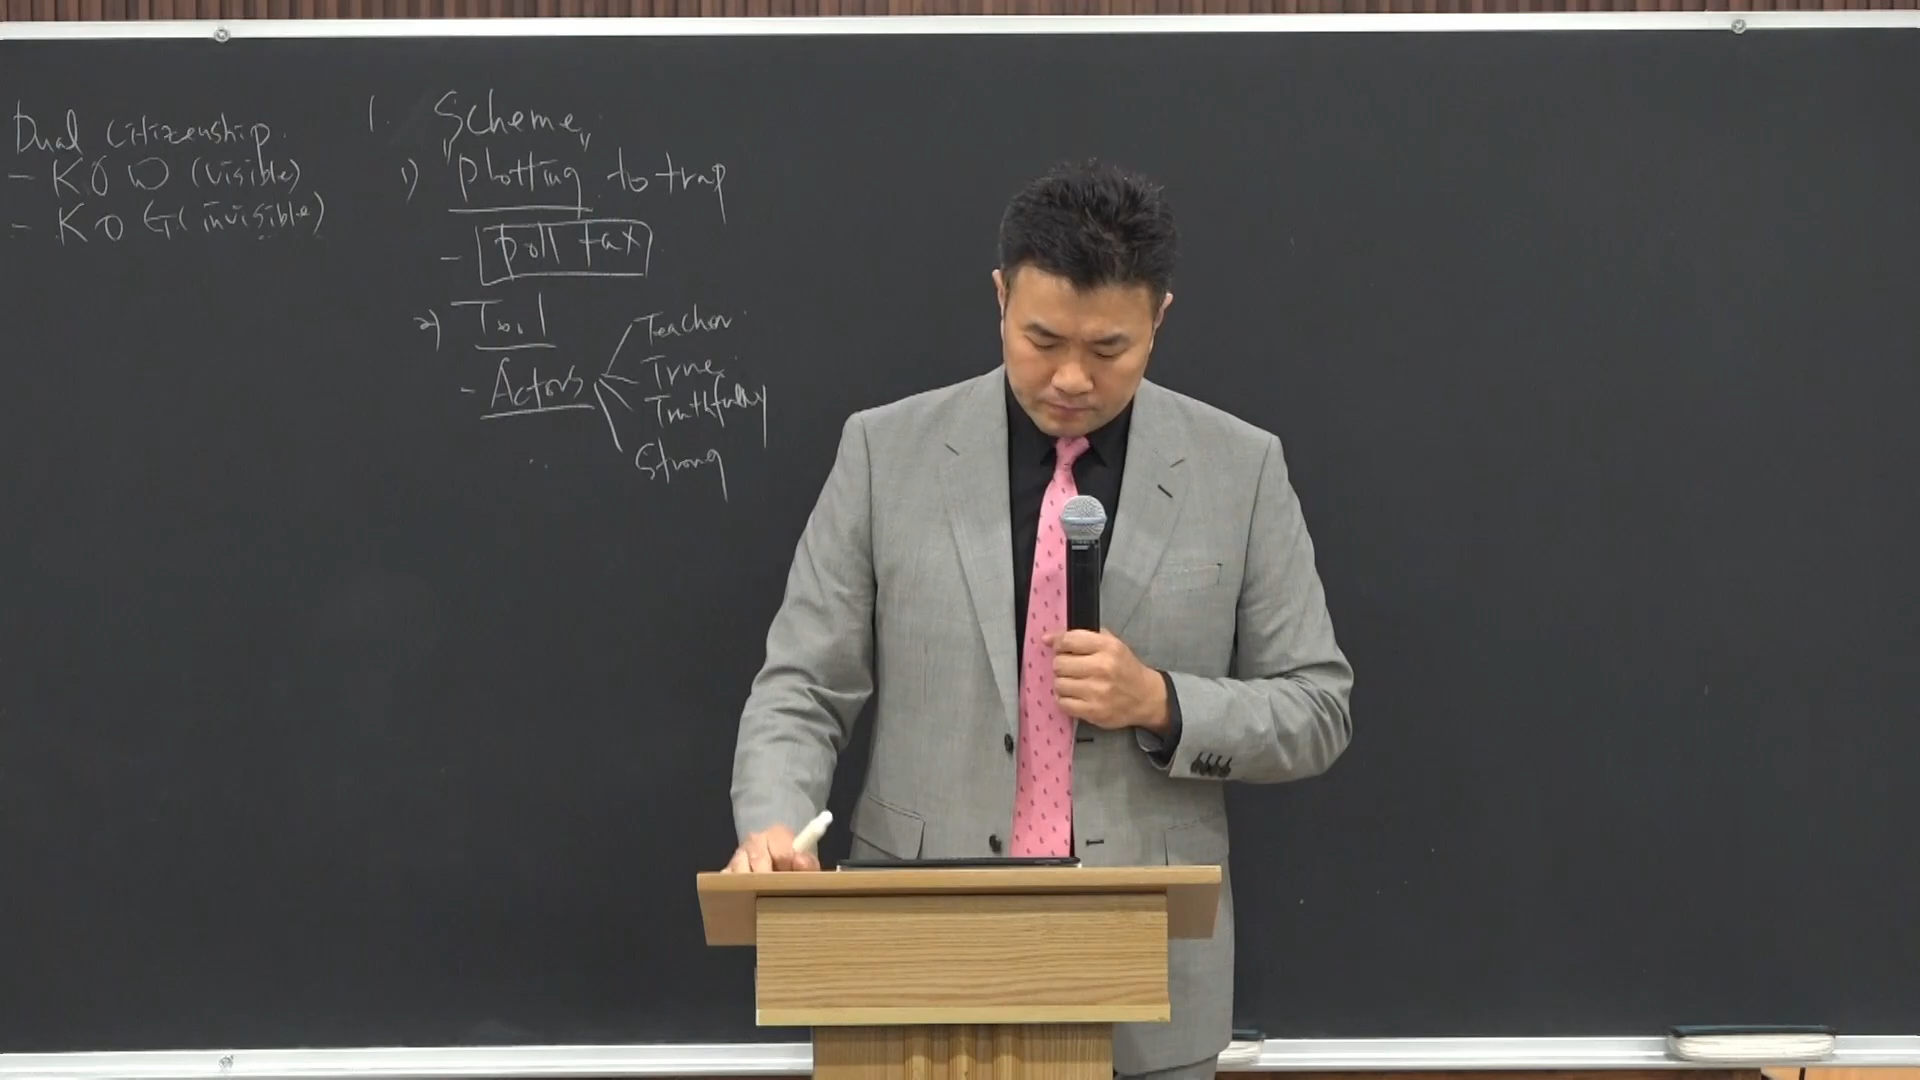 Dual Citizenship.
- KOW (visible)
- KOG (invisible)
1. Scheme
1) "Plotting" to trap
- Poll tax
2) Tool
- Actors
Teacher
True
Truthfully
Strong